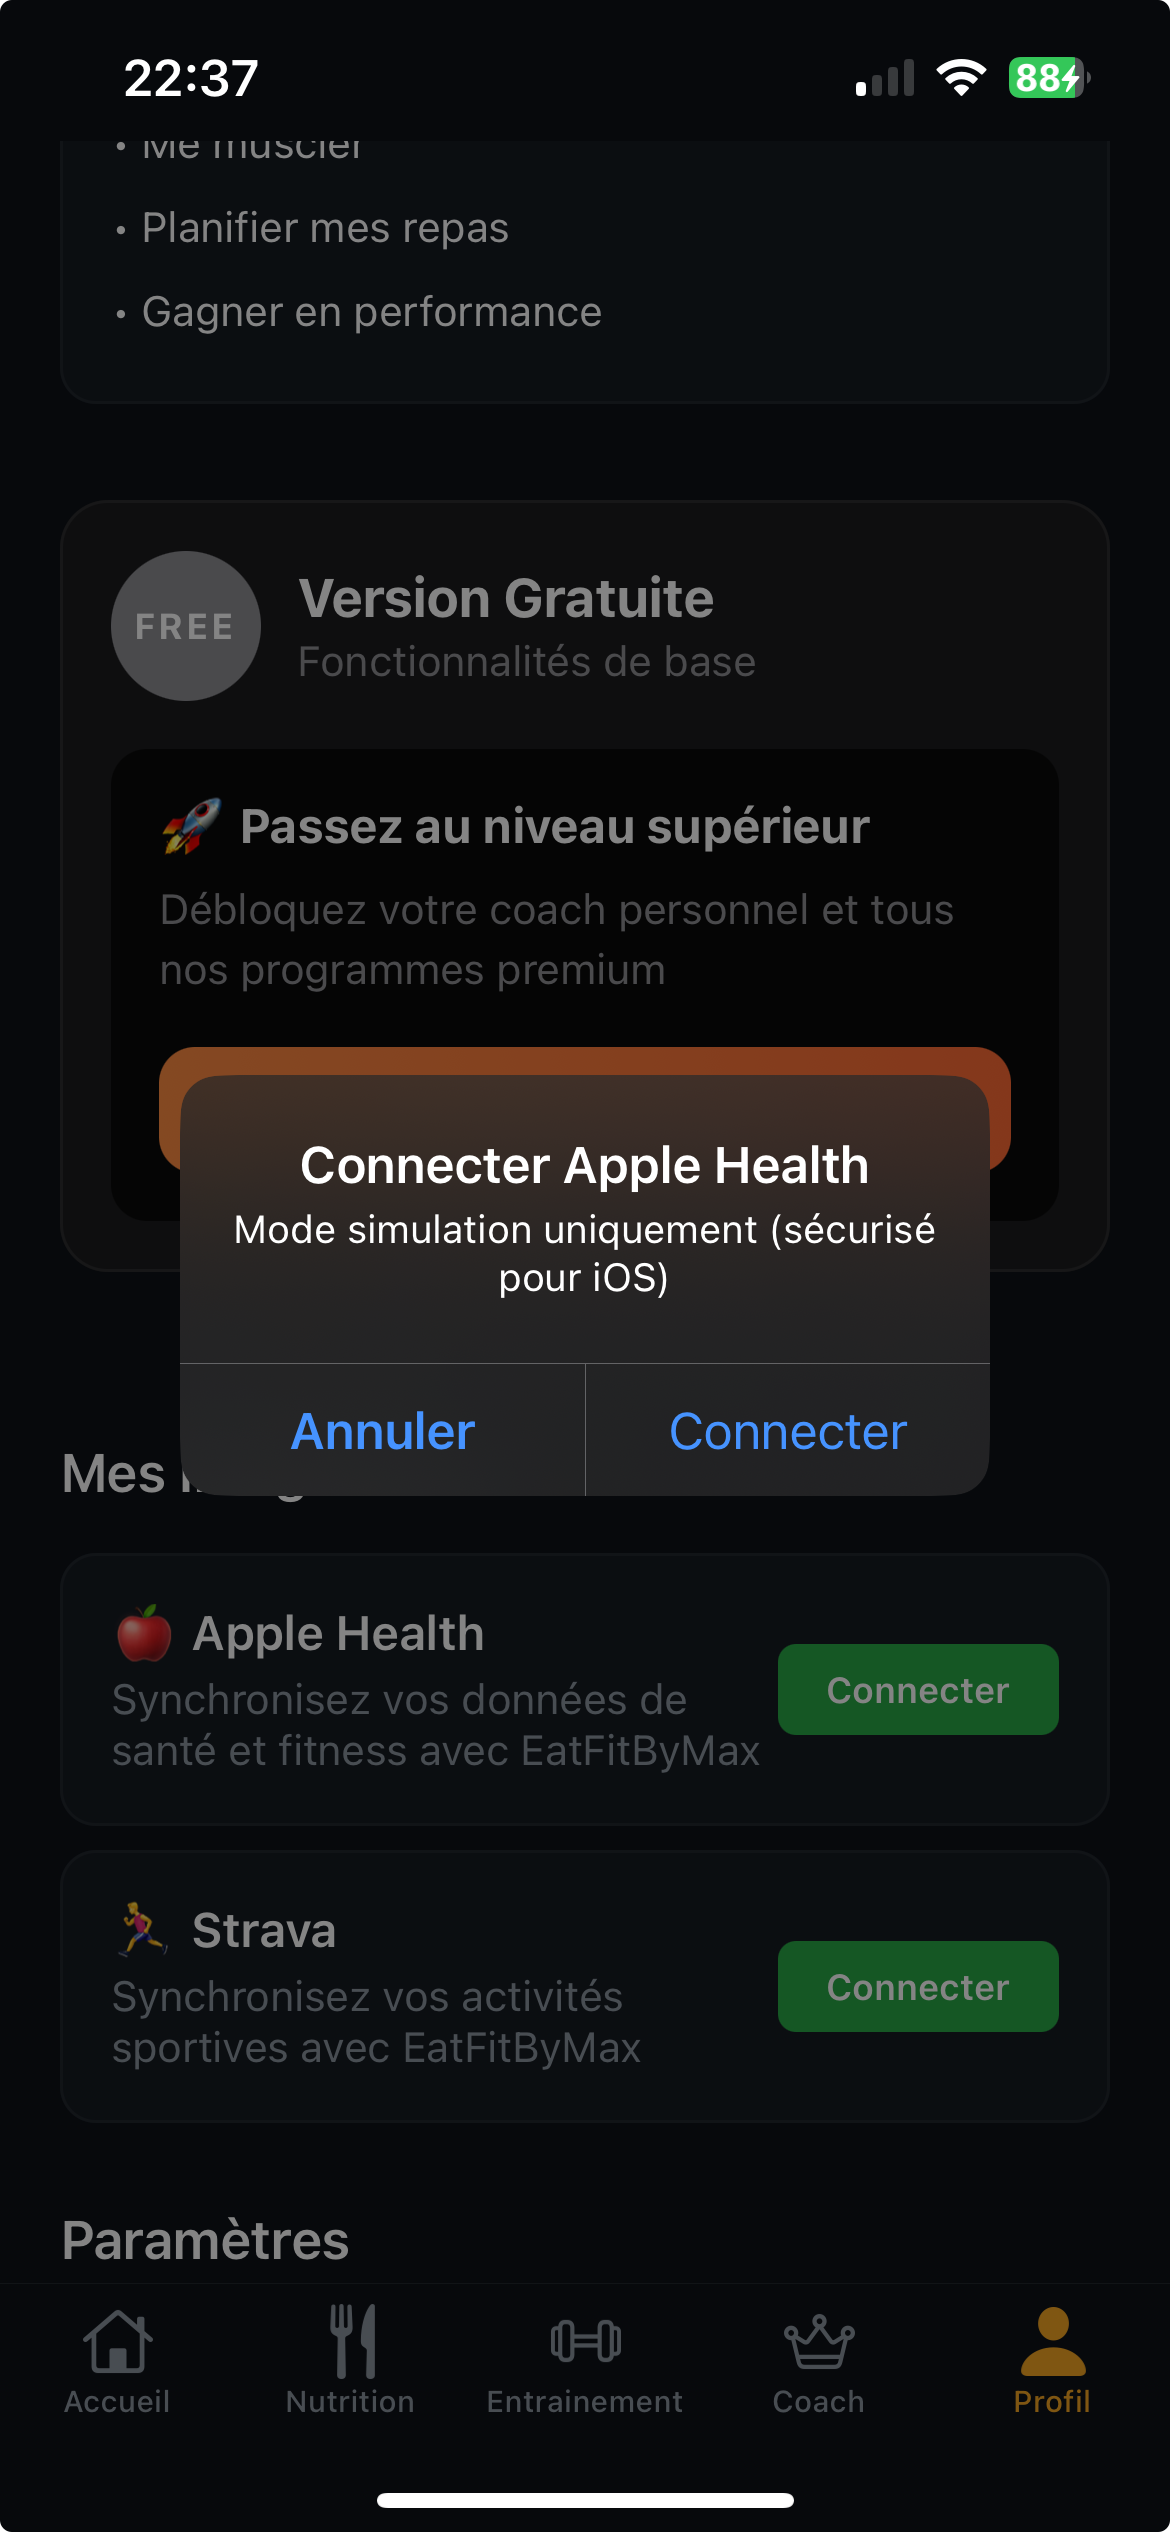 22:37
88
• Me muscler
• Planifier mes repas
• Gagner en performance
FREE
Version Gratuite
Fonctionnalités de base
🚀 Passez au niveau supérieur
Débloquez votre coach personnel et tous
nos programmes premium
Connecter Apple Health
Mode simulation uniquement (sécurisé
pour iOS)
Annuler
Connecter
Mes
🍎 Apple Health
Synchronisez vos données de
santé et fitness avec EatFitByMax
Connecter
🏃 Strava
Synchronisez vos activités
sportives avec EatFitByMax
Connecter
Paramètres
Accueil
Nutrition
Entrainement
Coach
Profil